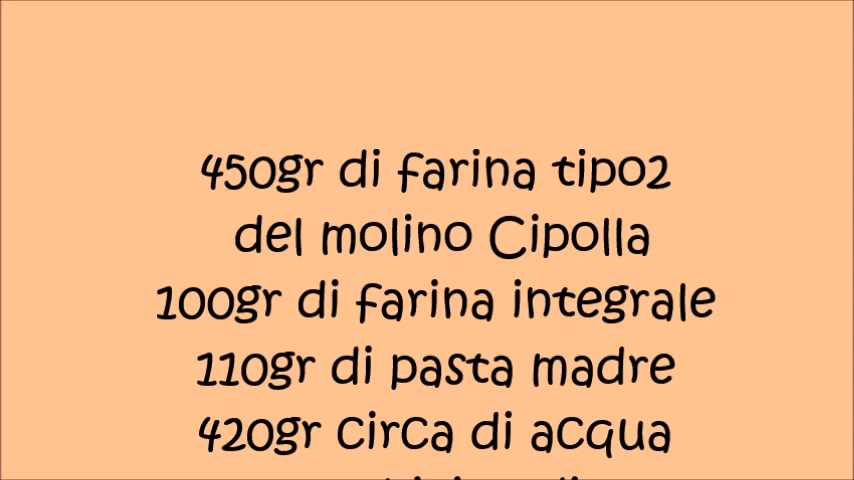 450gr di farina tipo2
del molino Cipolla
100gr di farina integrale
110gr di pasta madre
420gr circa di acqua